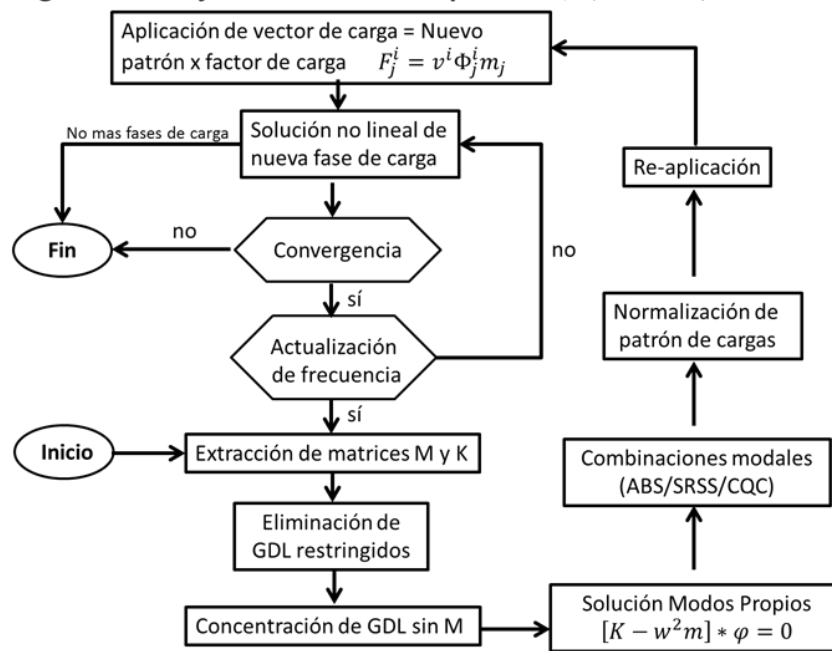 Aplicación de vector de carga = Nuevo
patrón x factor de carga F_j^i = v^i Φ_j^i m_j
No mas fases de carga
Solución no lineal de
nueva fase de carga
Re-aplicación
Fin
no
Convergencia
no
sí
Normalización de
patrón de cargas
Actualización
de frecuencia
sí
Inicio
Extracción de matrices M y K
Combinaciones modales
(ABS/SRSS/CQC)
Eliminación de
GDL restringidos
Concentración de GDL sin M
Solución Modos Propios
[K − w²m] * φ = 0